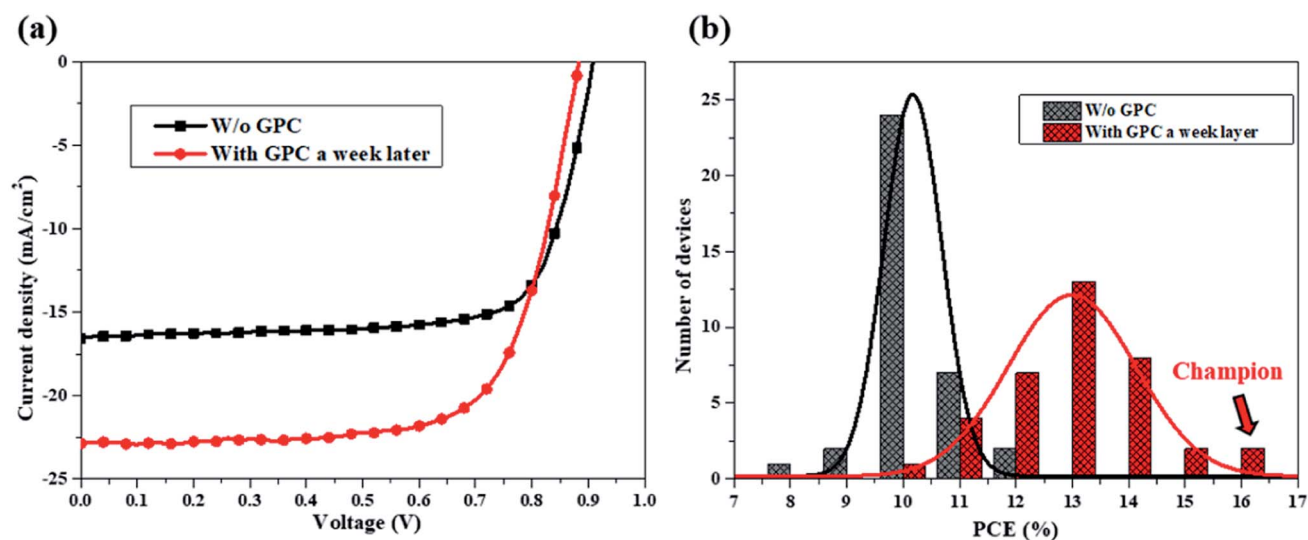 (a)
0
-5
-10
-15
-20
-25
Current density (mA/cm²)
W/o GPC
With GPC a week later
0.0 0.1 0.2 0.3 0.4 0.5 0.6 0.7 0.8 0.9 1.0
Voltage (V)
(b)
25
20
15
10
5
0
Number of devices
W/o GPC
With GPC a week layer
Champion
7 8 9 10 11 12 13 14 15 16 17
PCE (%)